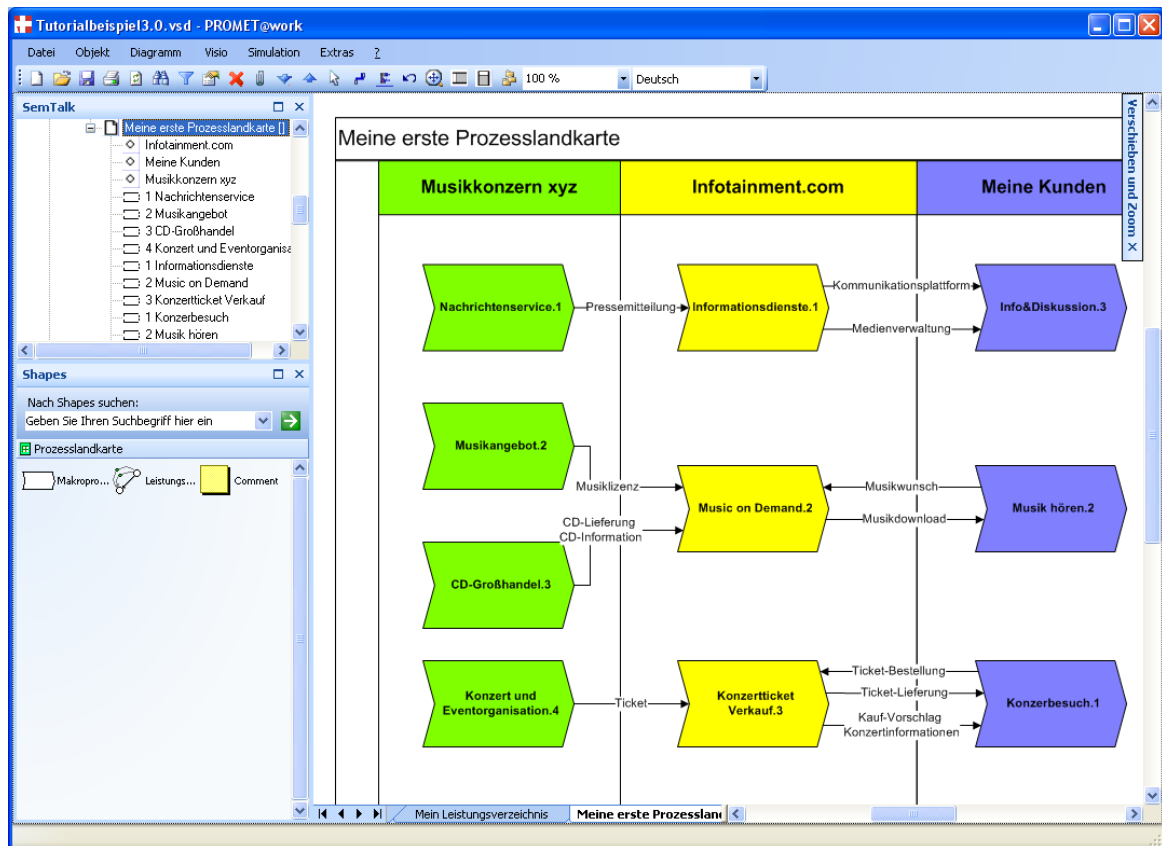 Tutorialbeispiel3.0.vsd - PROMET@work
Datei Objekt Diagramm Visio Simulation Extras ?
100 % Deutsch
SemTalk
Meine erste Prozesslandkarte []
Infotainment.com
Meine Kunden
Musikkonzern xyz
1 Nachrichtenservice
2 Musikangebot
3 CD-Großhandel
4 Konzert und Eventorganisa
1 Informationsdienste
2 Music on Demand
3 Konzertticket Verkauf
1 Konzerbesuch
2 Musik hören
Shapes
Nach Shapes suchen:
Geben Sie Ihren Suchbegriff hier ein
Prozesslandkarte
Makropro... Leistungs... Comment
Meine erste Prozesslandkarte
Verschieben und Zoom X
Musikkonzern xyz Infotainment.com Meine Kunden
Nachrichtenservice.1
Pressemitteilung
Informationsdienste.1
Kommunikationsplattform
Medienverwaltung
Info&Diskussion.3
Musikangebot.2
Musiklizenz
CD-Lieferung
CD-Information
CD-Großhandel.3
Music on Demand.2
Musikwunsch
Musikdownload
Musik hören.2
Konzert und
Eventorganisation.4
Ticket
Konzertticket
Verkauf.3
Ticket-Bestellung
Ticket-Lieferung
Kauf-Vorschlag
Konzertinformationen
Konzerbesuch.1
Mein Leistungsverzeichnis Meine erste Prozesslan